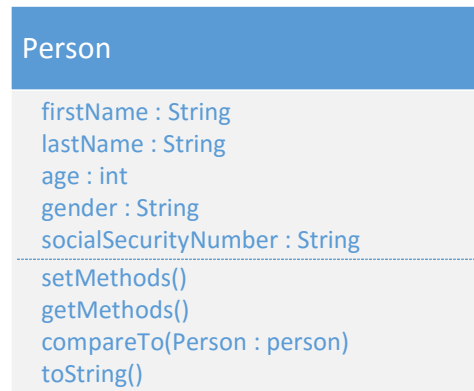 Person
firstName : String
lastName : String
age : int
gender : String
socialSecurityNumber : String
setMethods()
getMethods()
compareTo(Person : person)
toString()